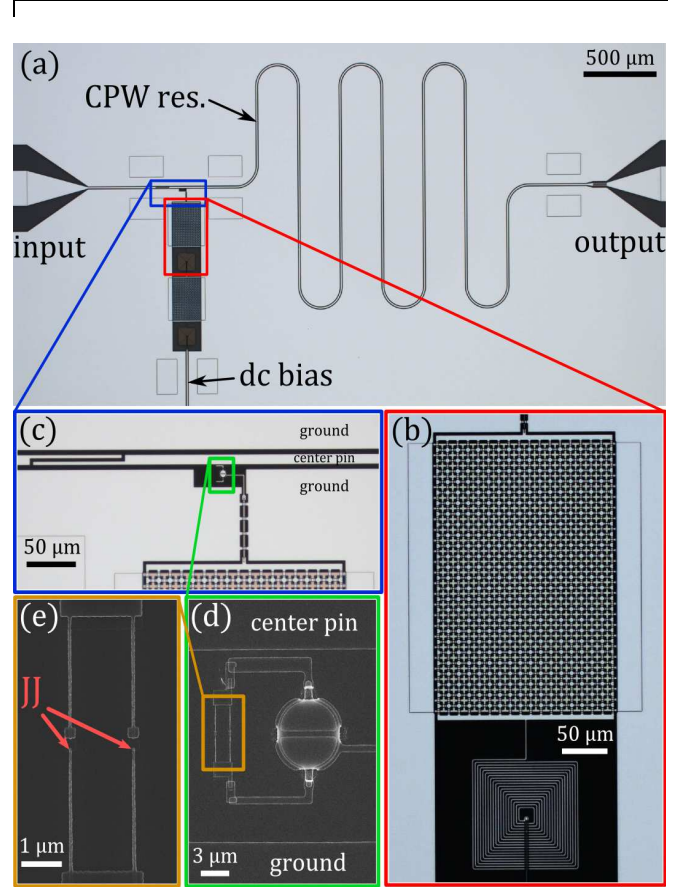 (a)
500 μm
CPW res.
input
output
dc bias
(c)
ground
center pin
ground
50 μm
(b)
50 μm
(e)
JJ
1 μm
(d)
center pin
3 μm
ground